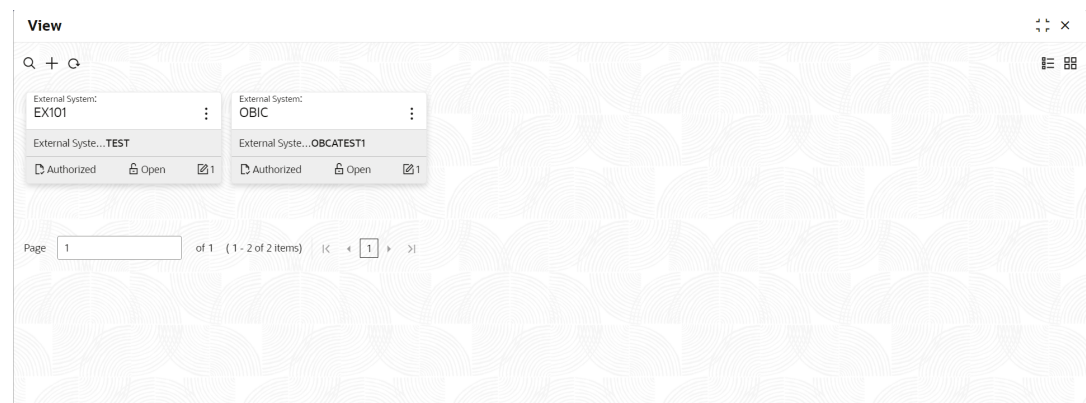 View
External System:
EX101
External System:
OBIC
External Syste...TEST
External Syste...OBCATEST1
Authorized Open 1
Authorized Open 1
Page 1 of 1 (1 - 2 of 2 items) 1